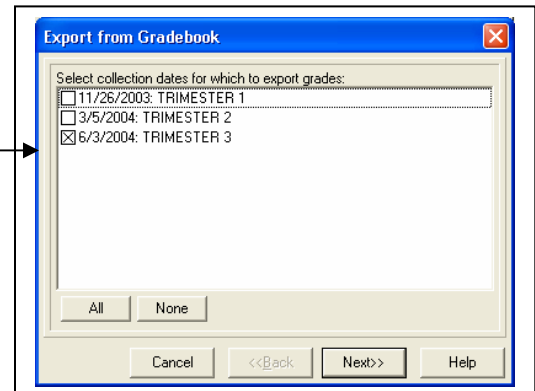 Export from Gradebook
Select collection dates for which to export grades:
11/26/2003: TRIMESTER 1
3/5/2004: TRIMESTER 2
6/3/2004: TRIMESTER 3
All None
Cancel <<Back Next>> Help